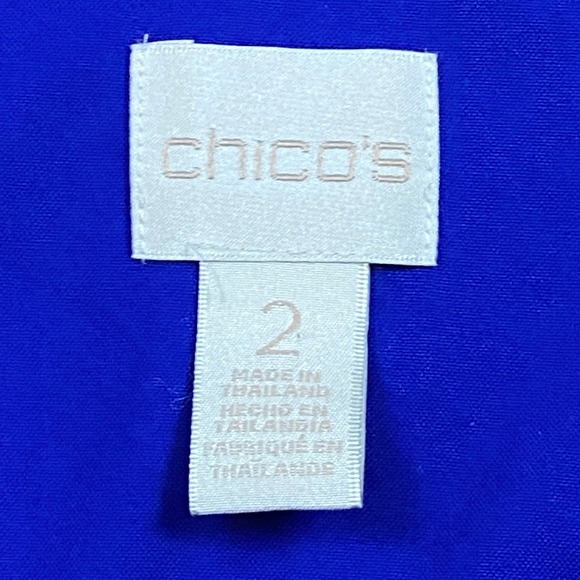 chico's
2
MADE IN
THAILAND
HECHO EN
TAILANDIA
FABRIQUÉ EN
THAILANDE